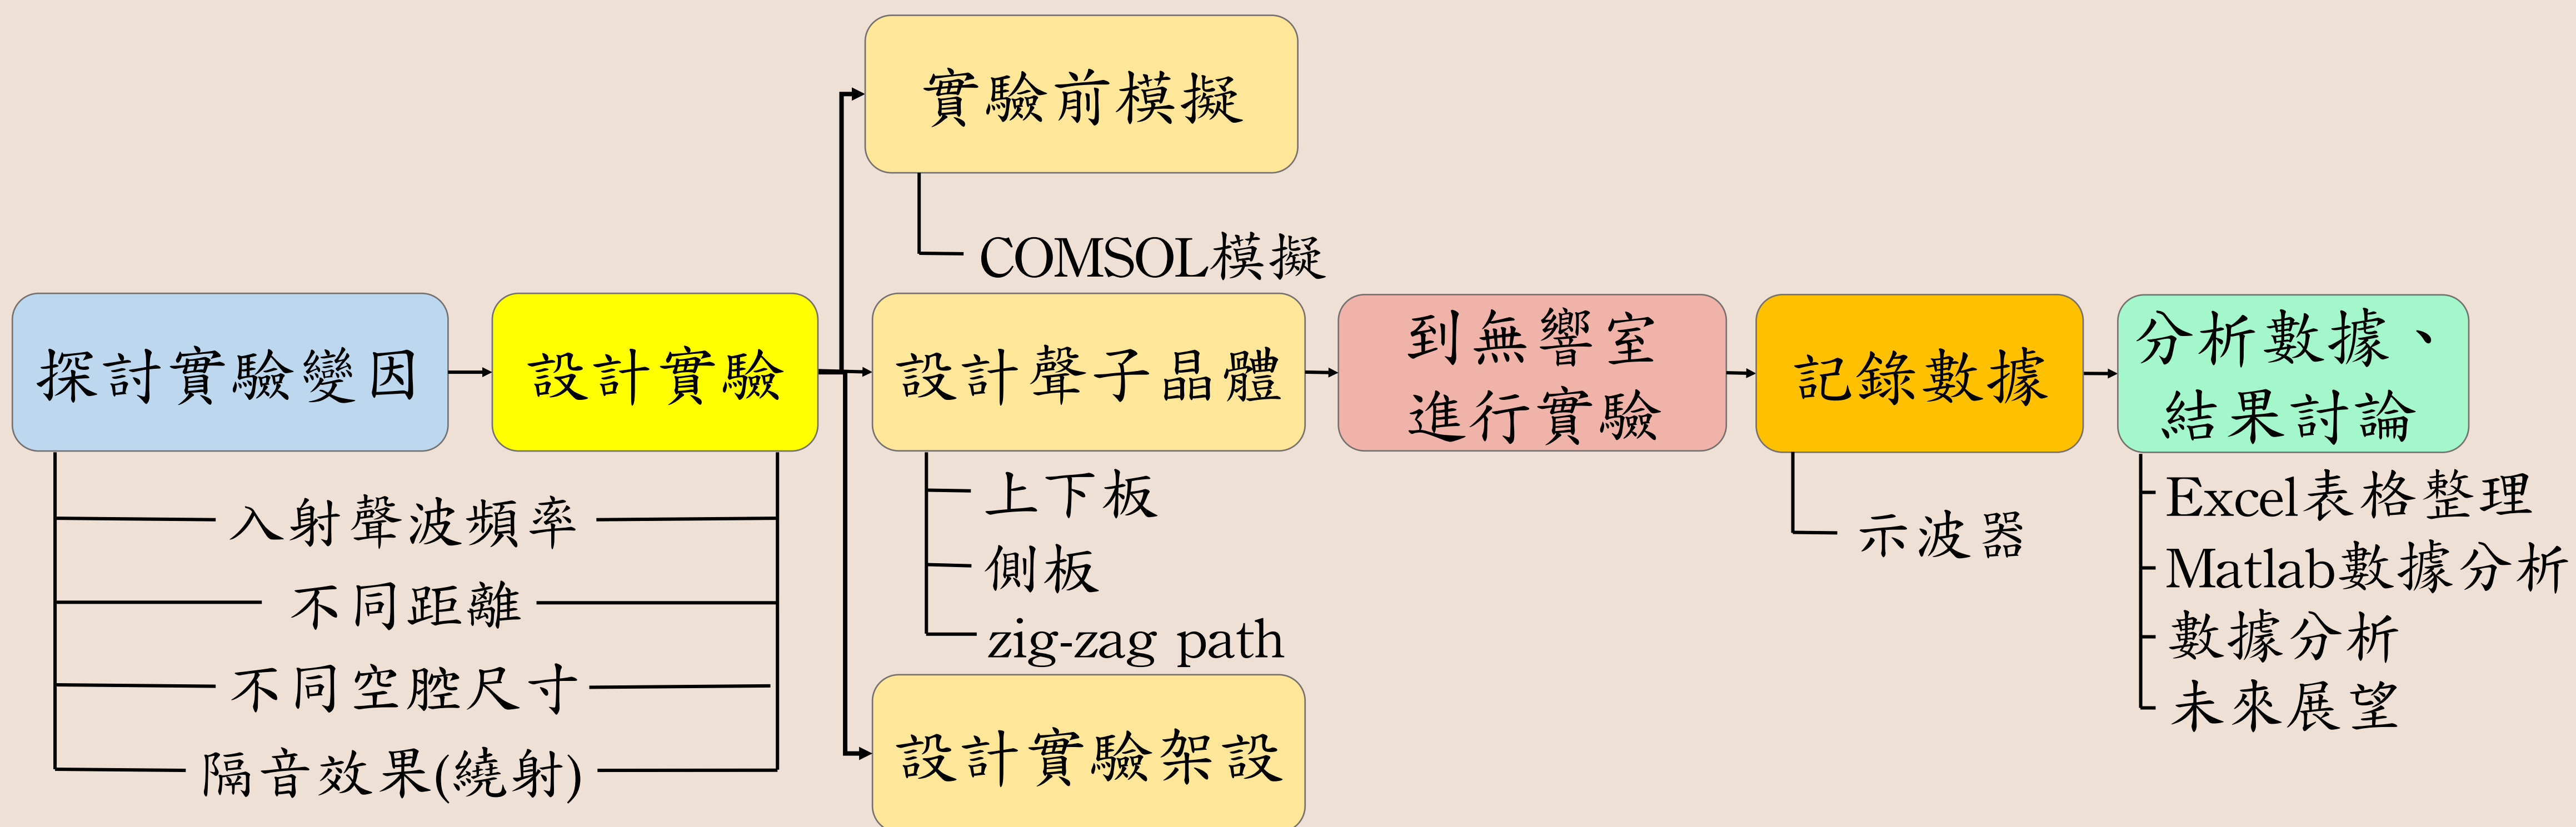 實驗前模擬
COMSOL模擬
探討實驗變因
入射聲波頻率
不同距離
不同空腔尺寸
隔音效果(繞射)
設計實驗
設計聲子晶體
上下板
側板
zig-zag path
設計實驗架設
到無響室
進行實驗
記錄數據
示波器
分析數據、
結果討論
Excel表格整理
Matlab數據分析
數據分析
未來展望